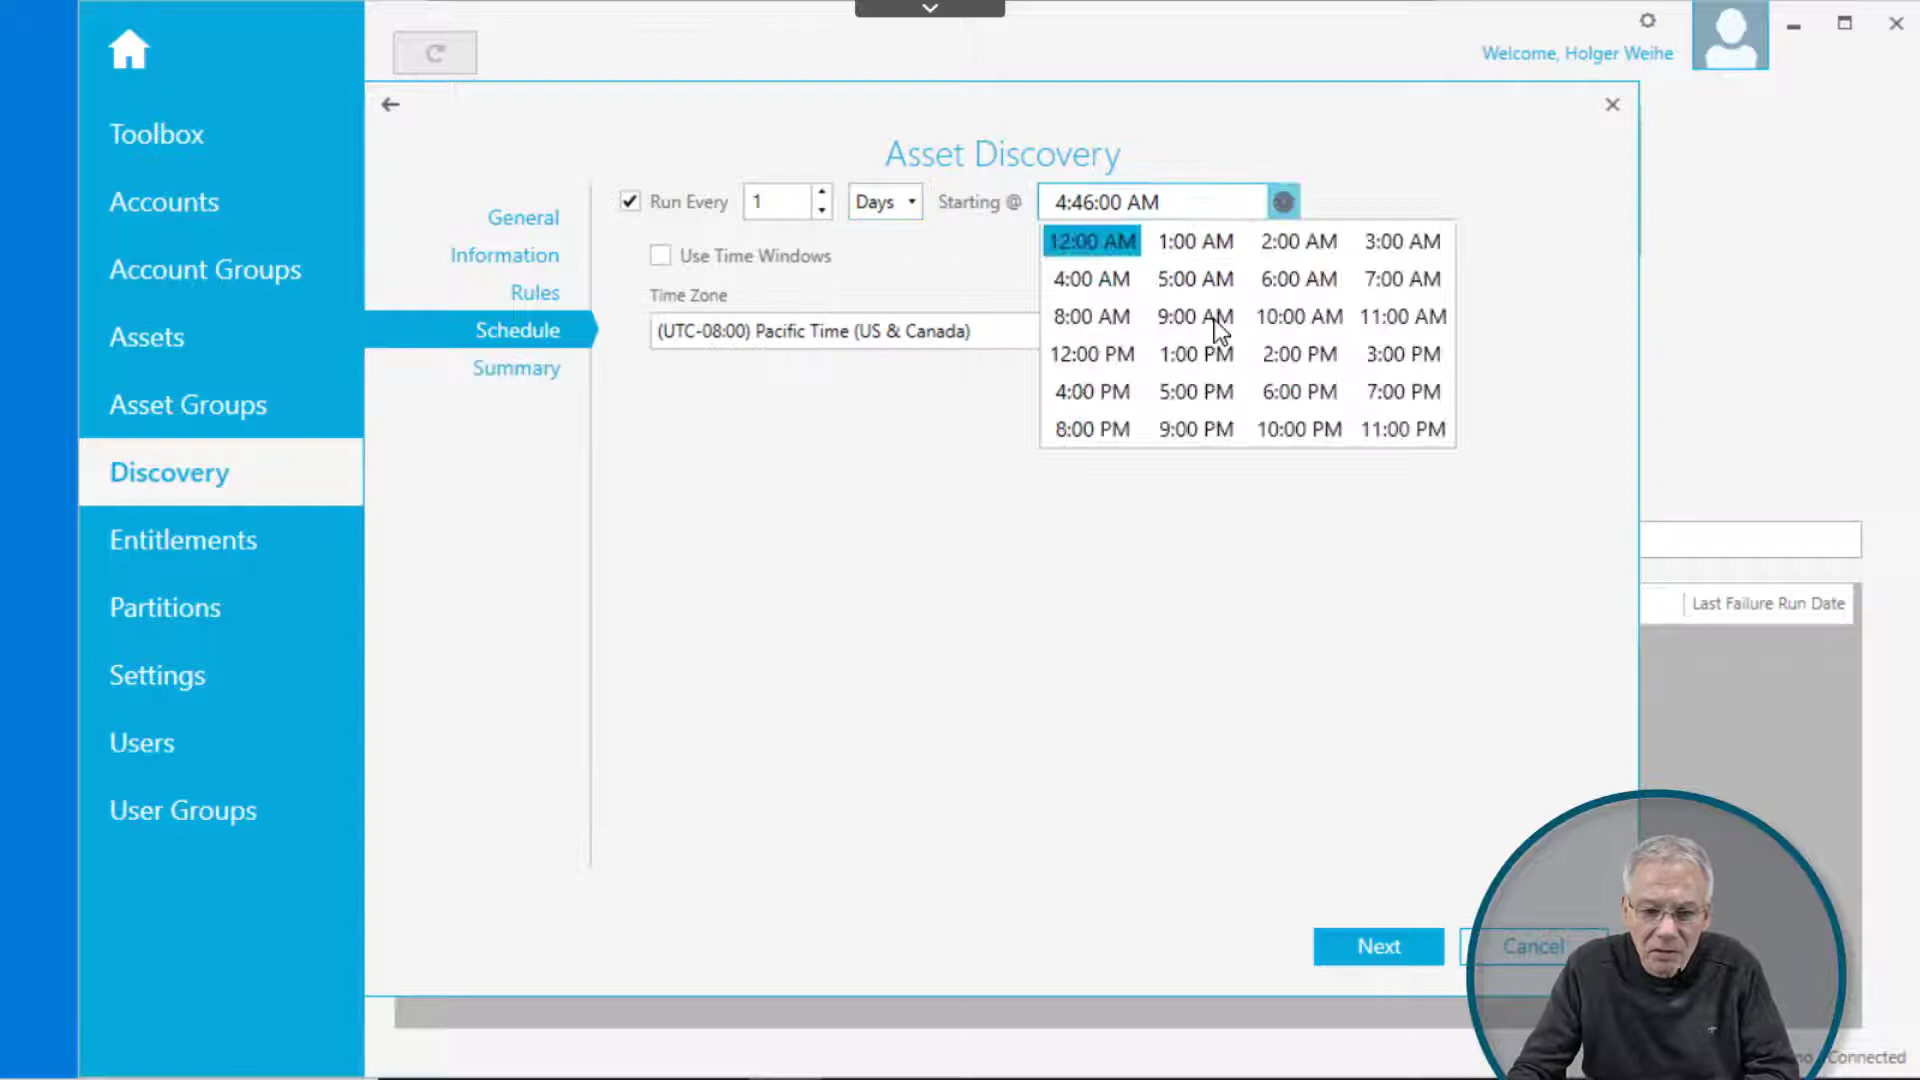 Welcome, Holger Weihe
Toolbox
Accounts
Account Groups
Assets
Asset Groups
Discovery
Entitlements
Partitions
Settings
Users
User Groups
Asset Discovery
General
Information
Rules
Schedule
Summary
Run Every 1 Days Starting @ 4:46:00 AM
Use Time Windows
Time Zone
(UTC-08:00) Pacific Time (US & Canada)
12:00 AM 1:00 AM 2:00 AM 3:00 AM
4:00 AM 5:00 AM 6:00 AM 7:00 AM
8:00 AM 9:00 AM 10:00 AM 11:00 AM
12:00 PM 1:00 PM 2:00 PM 3:00 PM
4:00 PM 5:00 PM 6:00 PM 7:00 PM
8:00 PM 9:00 PM 10:00 PM 11:00 PM
Last Failure Run Date
Next Cancel
Connected